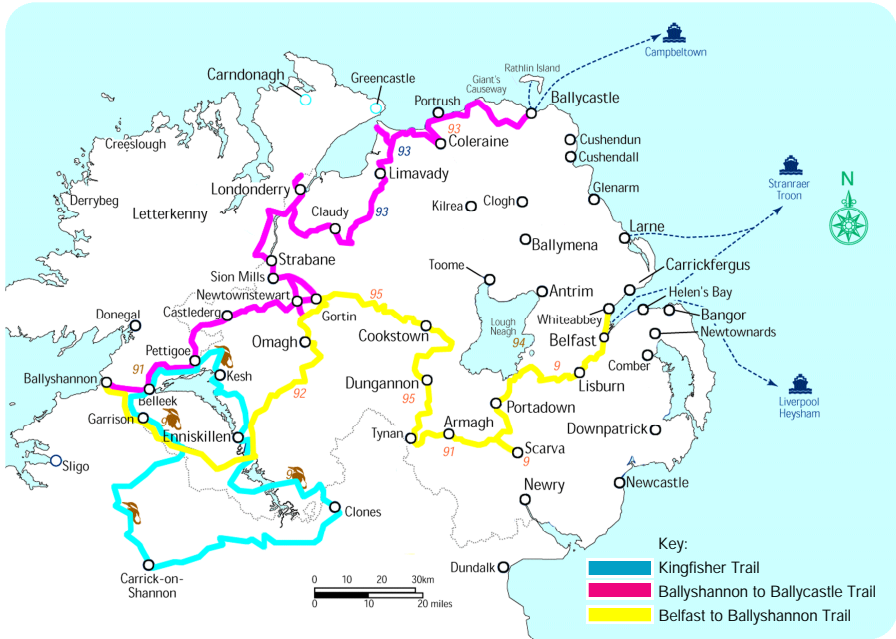 Campbeltown
Rathlin Island
Carndonagh
Greencastle
Giant's
Causeway
Portrush
Ballycastle
93
Coleraine
Cushendun
Cushendall
Creeslough
93
Limavady
Stranraer
Troon
N
Londonderry
Derrybeg
Letterkenny
Claudy
93
Kilrea
Clogh
Glenarm
Larne
Ballymena
Strabane
Sion Mills
Toome
Carrickfergus
Antrim
Helen's Bay
Newtownstewart
95
Gortin
Castlederg
Donegal
Whiteabbey
Bangor
Newtownards
Lough
Neagh
94
Belfast
Omagh
Cookstown
Comber
Pettigoe
91
Kesh
9
Lisburn
Ballyshannon
Belleek
92
Dungannon
95
Liverpool
Heysham
Garrison
9
Portadown
Armagh
Enniskillen
Tynan
91
Downpatrick
Scarva
9
Sligo
9
Newry
Newcastle
Clones
Carrick-on-
Shannon
Dundalk
0 10 20 30km
0 10 20 miles
Key:
Kingfisher Trail
Ballyshannon to Ballycastle Trail
Belfast to Ballyshannon Trail